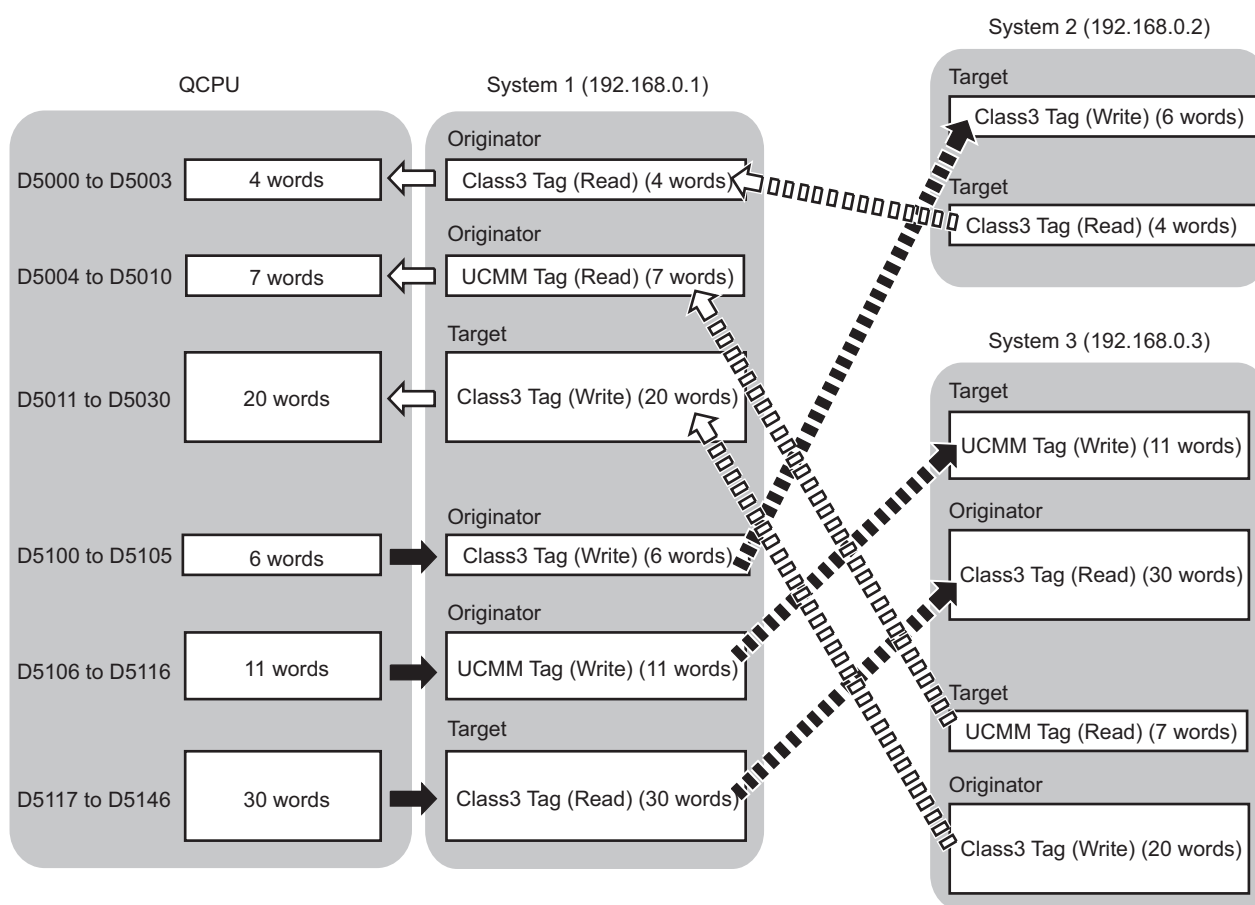 QCPU
D5000 to D5003
4 words
D5004 to D5010
7 words
D5011 to D5030
20 words
D5100 to D5105
6 words
D5106 to D5116
11 words
D5117 to D5146
30 words
System 1 (192.168.0.1)
Originator
Class3 Tag (Read) (4 words)
Originator
UCMM Tag (Read) (7 words)
Target
Class3 Tag (Write) (20 words)
Originator
Class3 Tag (Write) (6 words)
Originator
UCMM Tag (Write) (11 words)
Target
Class3 Tag (Read) (30 words)
System 2 (192.168.0.2)
Target
Class3 Tag (Write) (6 words)
Target
Class3 Tag (Read) (4 words)
System 3 (192.168.0.3)
Target
UCMM Tag (Write) (11 words)
Originator
Class3 Tag (Read) (30 words)
Target
UCMM Tag (Read) (7 words)
Originator
Class3 Tag (Write) (20 words)